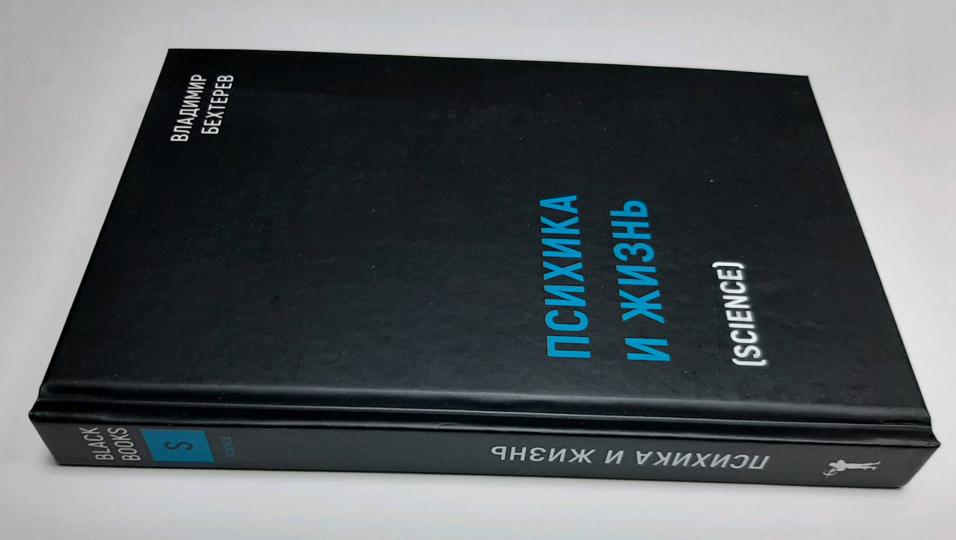 ВЛАДИМИР
БЕХТЕРЕВ
ПСИХИКА
И ЖИЗНЬ
(SCIENCE)
BLACK
BOOKS
S
SCIENCE
ПСИХИКА И ЖИЗНЬ